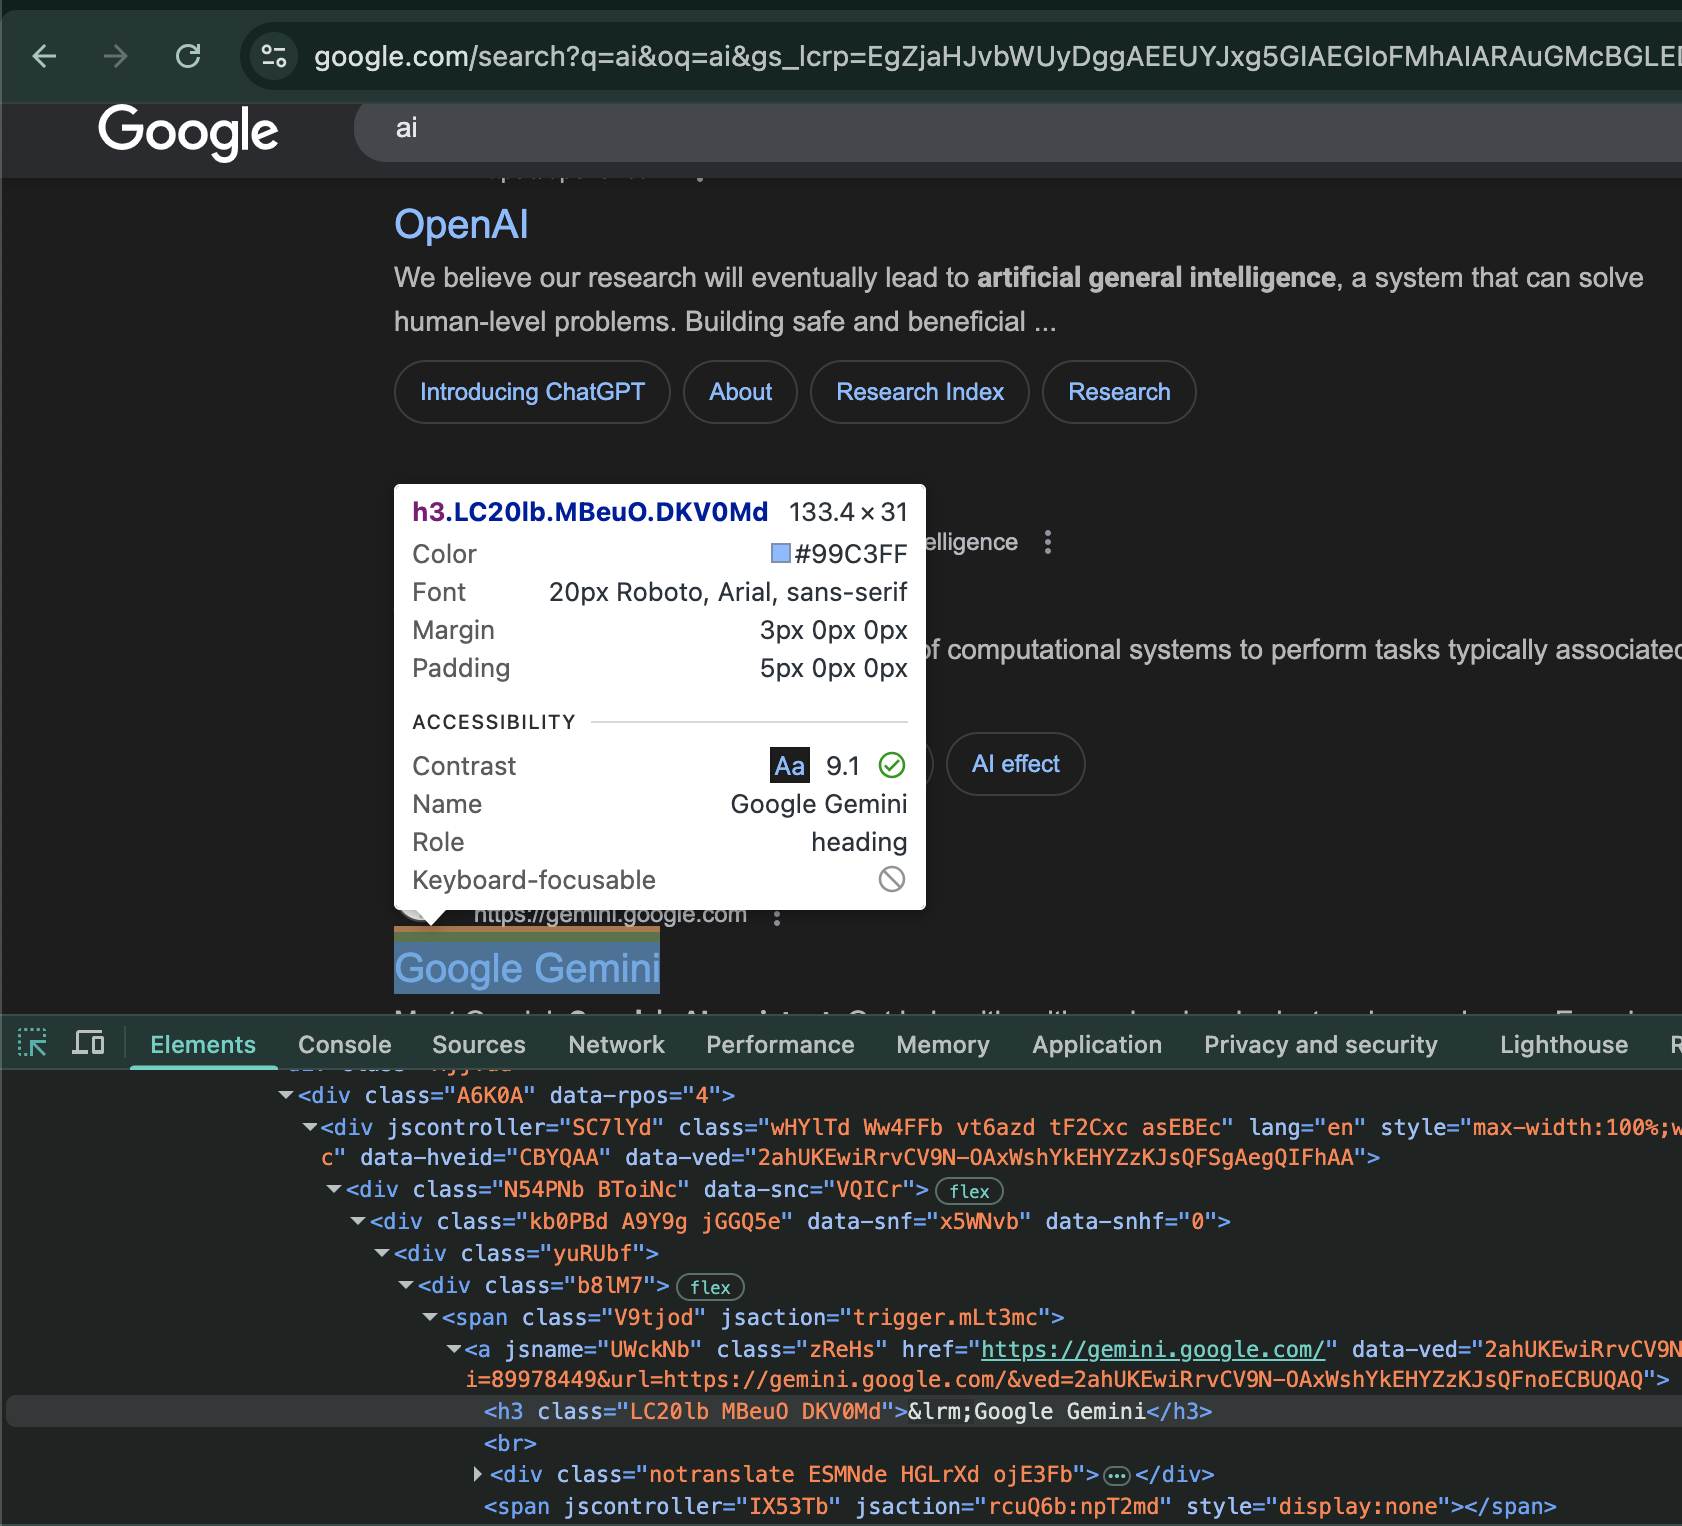 google.com/search?q=ai&oq=ai&gs_lcrp=EgZjaHJvbWUyDggAEEUYJxg5GIAEGIoFMhAIARAuGMcBGLE
Google
ai
OpenAI
We believe our research will eventually lead to artificial general intelligence, a system that can solve
human-level problems. Building safe and beneficial ...
Introducing ChatGPT
About
Research Index
Research
h3.LC20lb.MBeuO.DKV0Md 133.4 × 31
Color #99C3FF
Font 20px Roboto, Arial, sans-serif
Margin 3px 0px 0px
Padding 5px 0px 0px
ACCESSIBILITY
Contrast Aa 9.1
Name Google Gemini
Role heading
Keyboard-focusable
elligence
of computational systems to perform tasks typically associated
AI effect
https://gemini.google.com
Google Gemini
Elements Console Sources Network Performance Memory Application Privacy and security Lighthouse
<div class="A6K0A" data-rpos="4">
<div jscontroller="SC7lYd" class="wHYlTd Ww4FFb vt6azd tF2Cxc asEBEc" lang="en" style="max-width:100%;w
c" data-hveid="CBYQAA" data-ved="2ahUKEwiRrvCV9N-OAxWshYkEHYZzKJsQFSgAegQIFhAA">
<div class="N54PNb BToiNc" data-snc="VQICr"> flex
<div class="kb0PBd A9Y9g jGGQ5e" data-snf="x5WNvb" data-snhf="0">
<div class="yuRUbf">
<div class="b8lM7"> flex
<span class="V9tjod" jsaction="trigger.mLt3mc">
<a jsname="UWckNb" class="zReHs" href="https://gemini.google.com/" data-ved="2ahUKEwiRrvCV9N
i=89978449&url=https://gemini.google.com/&ved=2ahUKEwiRrvCV9N-OAxWshYkEHYZzKJsQFnoECBUQAQ">
<h3 class="LC20lb MBeuO DKV0Md">&lrm;Google Gemini</h3>
<br>
<div class="notranslate ESMNde HGLrXd ojE3Fb">…</div>
<span jscontroller="IX53Tb" jsaction="rcuQ6b:npT2md" style="display:none"></span>